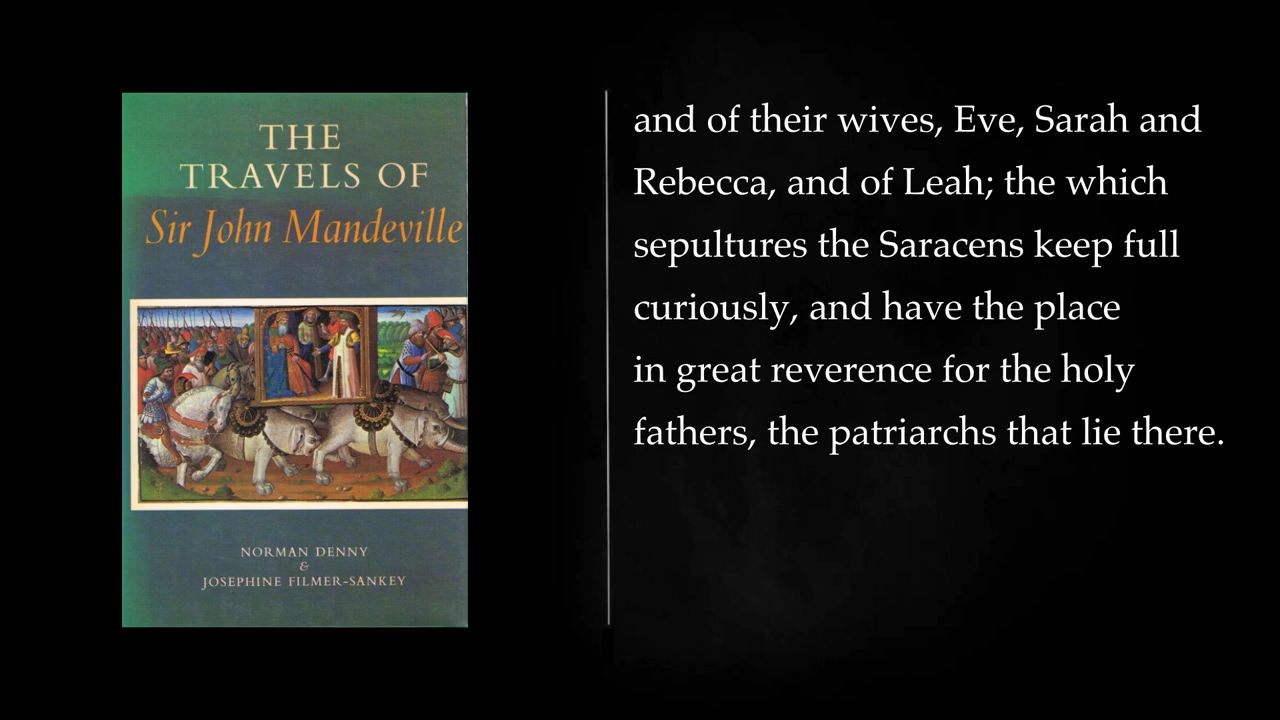 THE
TRAVELS OF
Sir John Mandeville
NORMAN DENNY
&
JOSEPHINE FILMER-SANKEY
and of their wives, Eve, Sarah and
Rebecca, and of Leah; the which
sepultures the Saracens keep full
curiously, and have the place
in great reverence for the holy
fathers, the patriarchs that lie there.